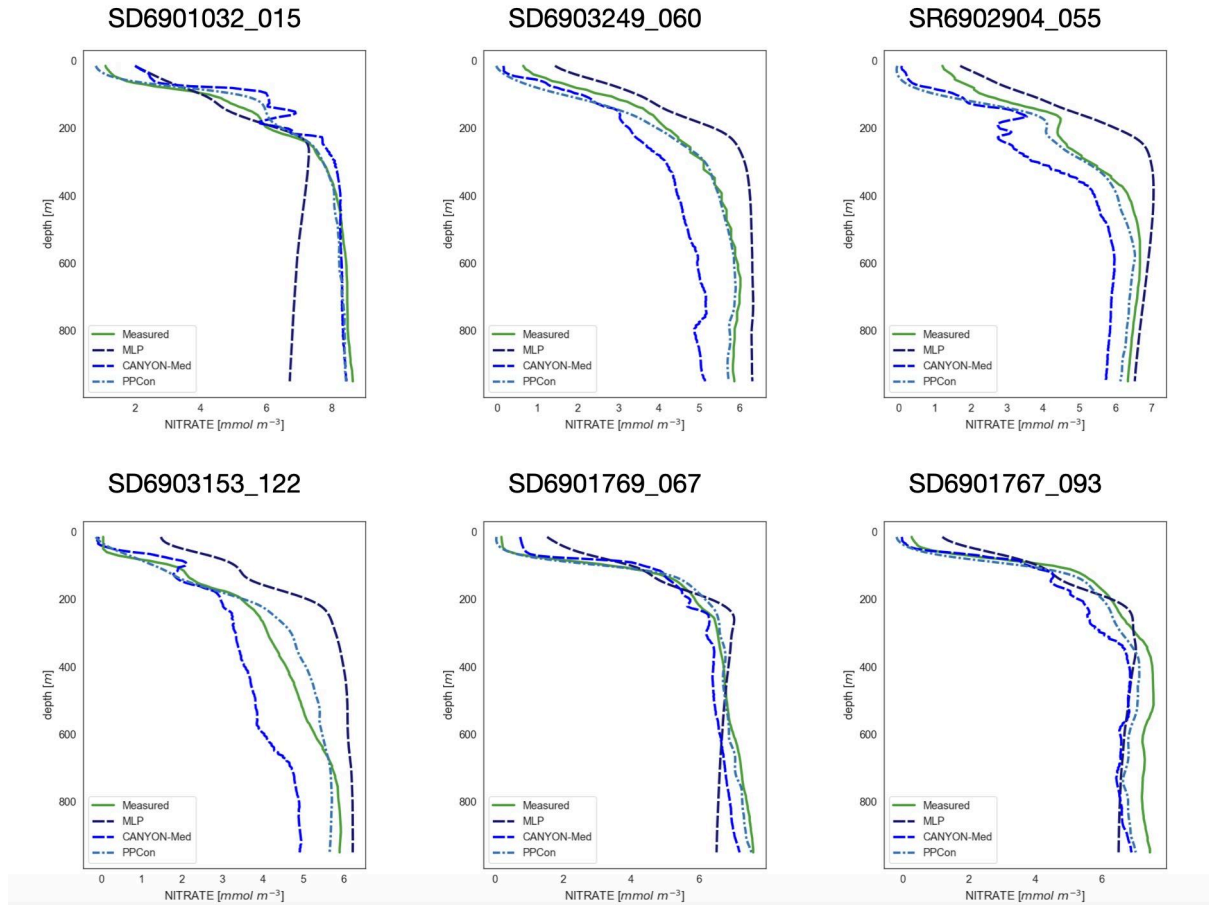 SD6901032_015
0
200
400
600
800
depth [m]
Measured
MLP
CANYON-Med
PPCon
2 4 6 8
NITRATE [mmol m⁻³]
SD6903249_060
0
200
400
600
800
depth [m]
Measured
MLP
CANYON-Med
PPCon
0 1 2 3 4 5 6
NITRATE [mmol m⁻³]
SR6902904_055
0
200
400
600
800
depth [m]
Measured
MLP
CANYON-Med
PPCon
0 1 2 3 4 5 6 7
NITRATE [mmol m⁻³]
SD6903153_122
0
200
400
600
800
depth [m]
Measured
MLP
CANYON-Med
PPCon
0 1 2 3 4 5 6
NITRATE [mmol m⁻³]
SD6901769_067
0
200
400
600
800
depth [m]
Measured
MLP
CANYON-Med
PPCon
0 2 4 6
NITRATE [mmol m⁻³]
SD6901767_093
0
200
400
600
800
depth [m]
Measured
MLP
CANYON-Med
PPCon
0 2 4 6
NITRATE [mmol m⁻³]